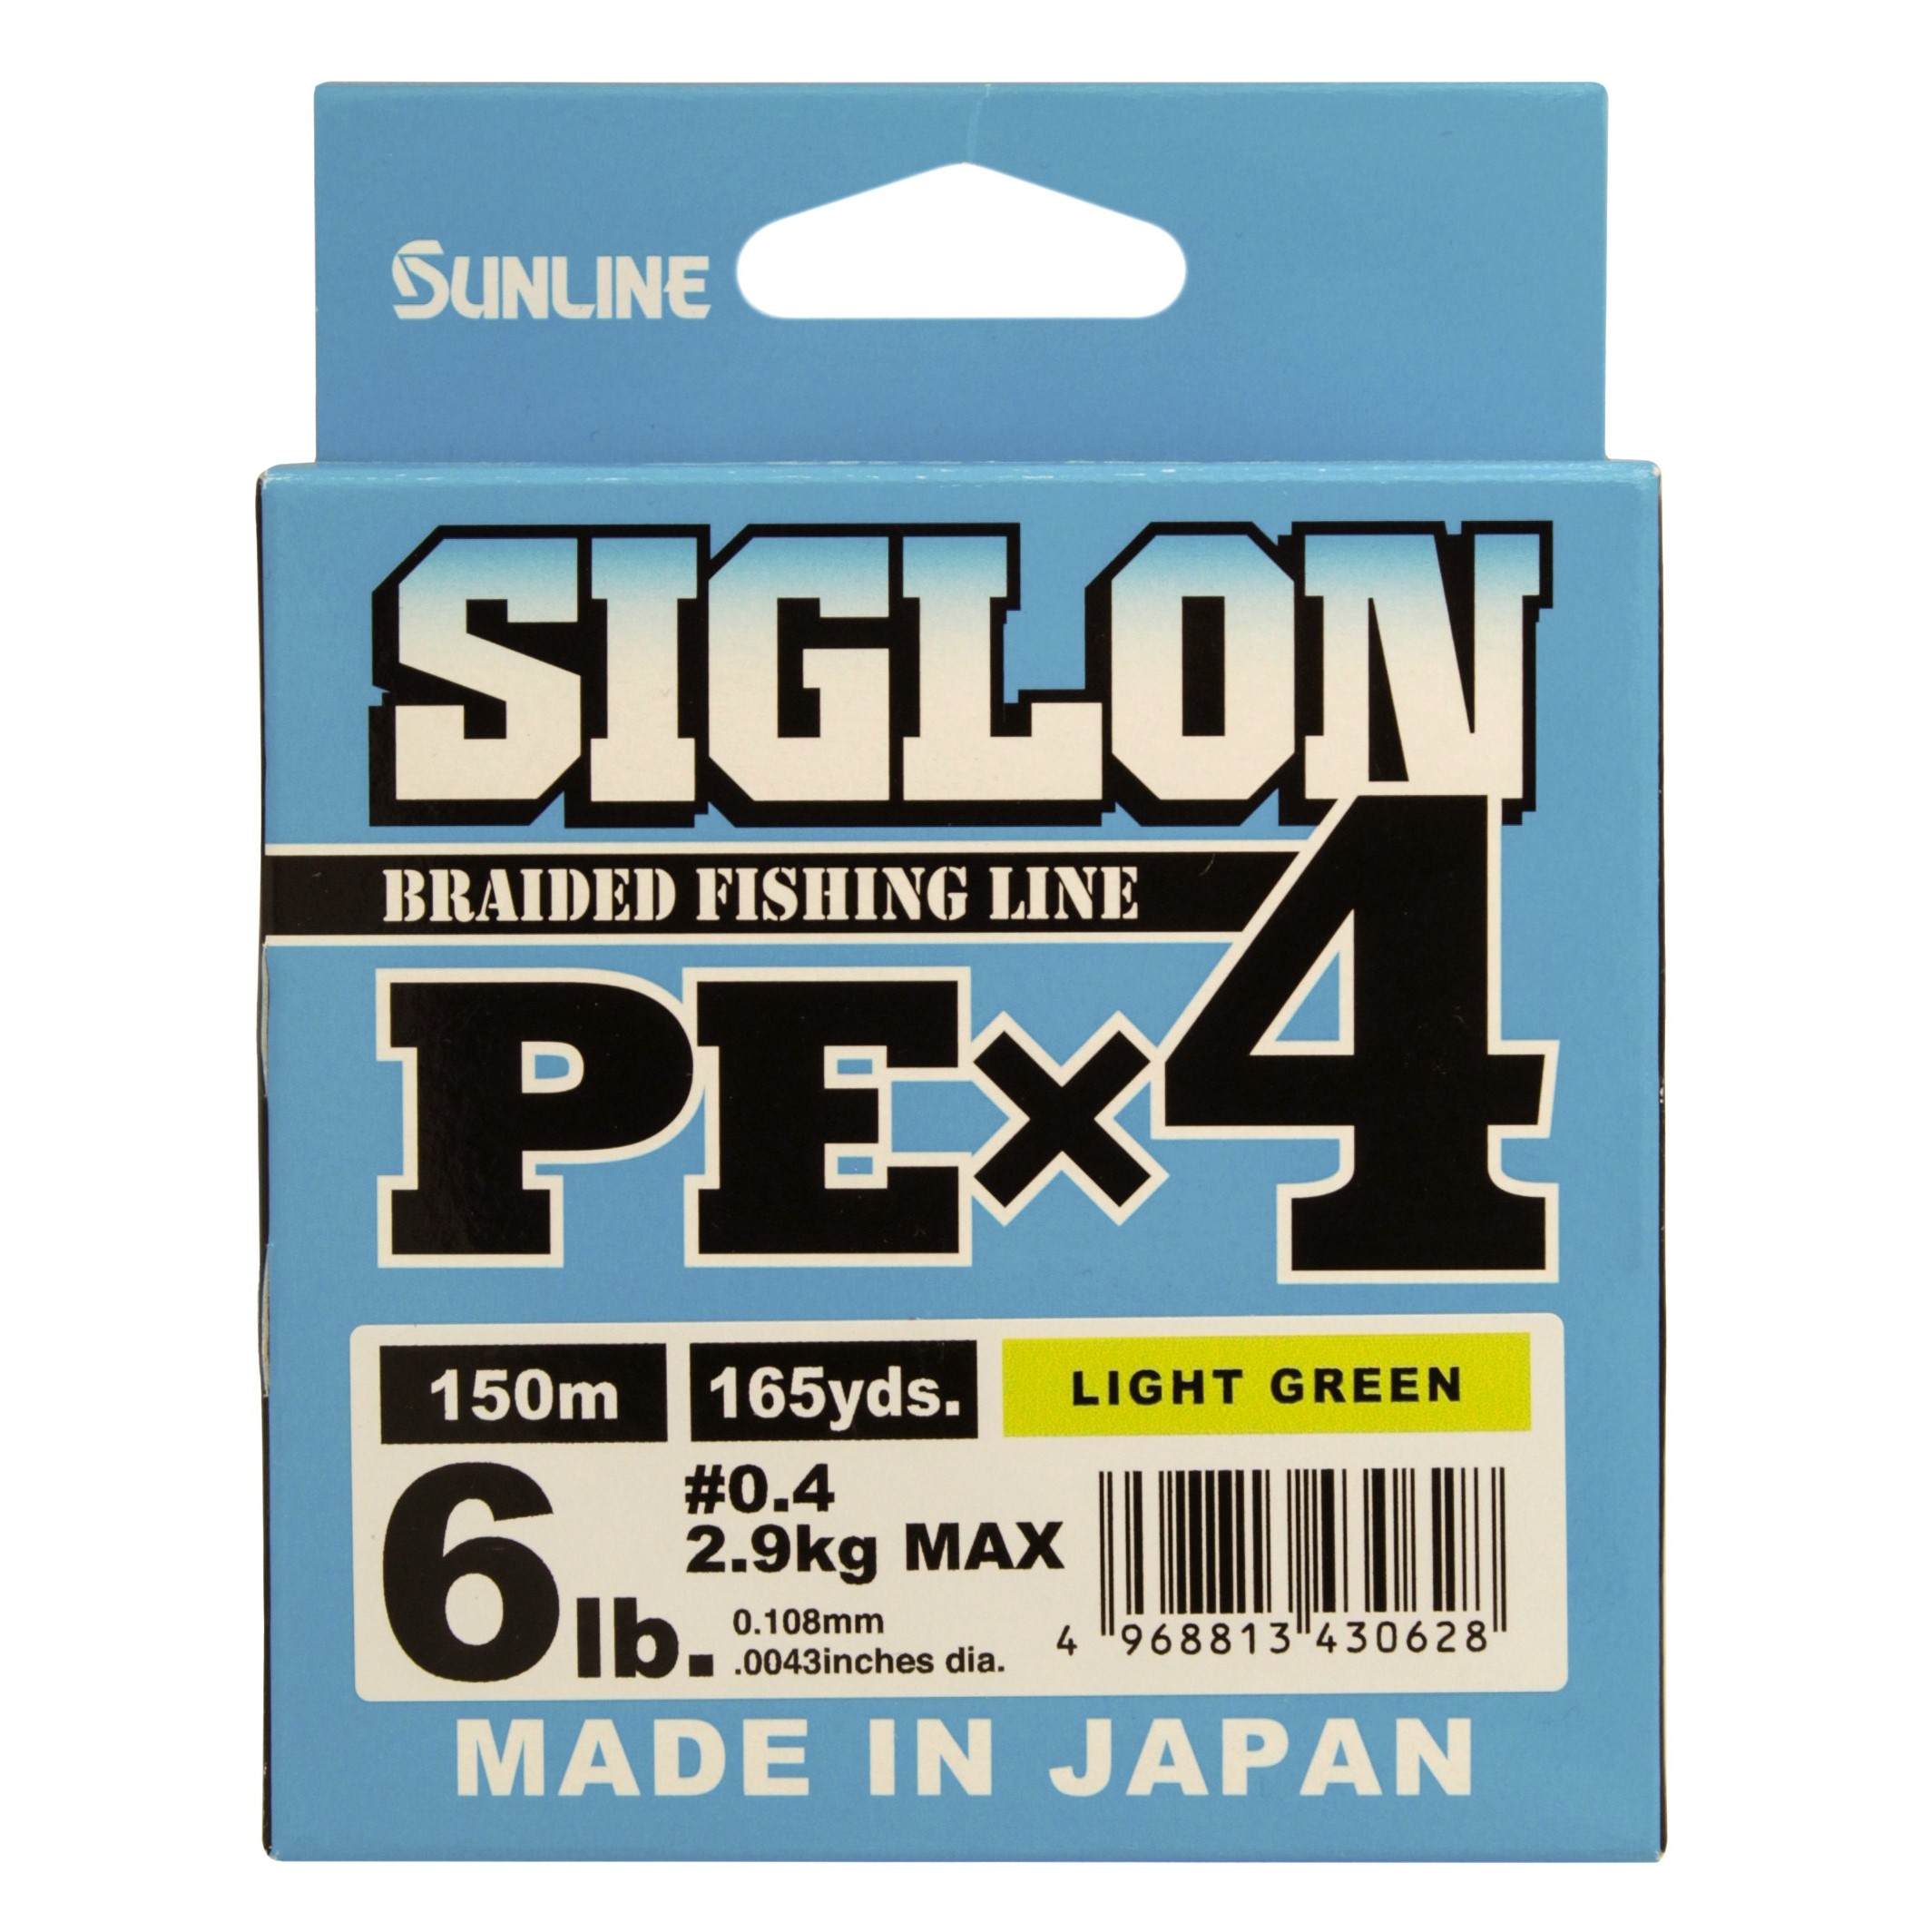 SUNLINE
SIGLON
BRAIDED FISHING LINE
PE×4
150m 165yds. LIGHT GREEN
6lb.
#0.4
2.9kg MAX
0.108mm
.0043inches dia.
4 968813 430628
MADE IN JAPAN